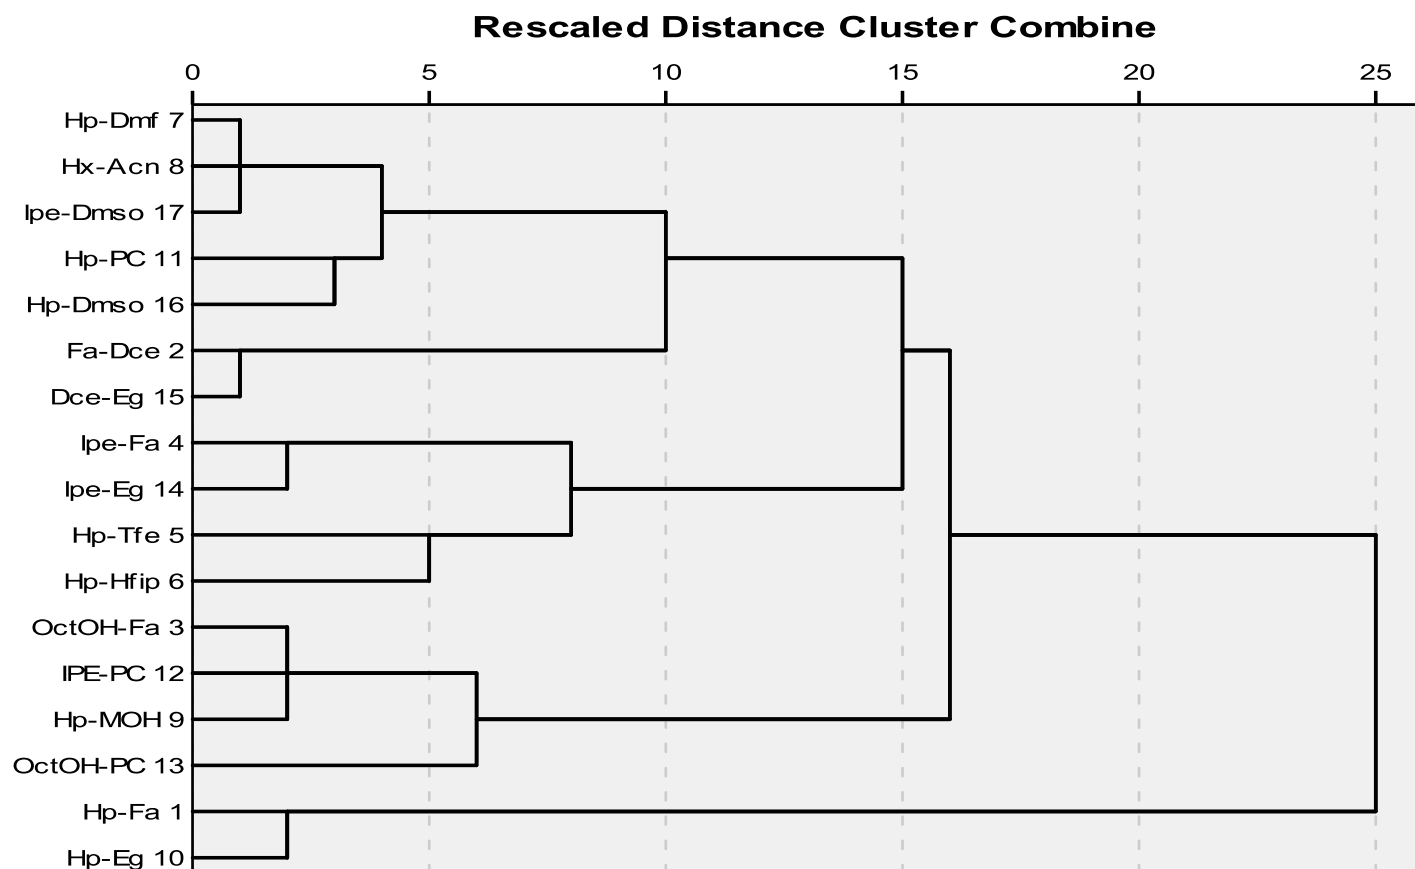 Rescaled Distance Cluster Combine
0 5 10 15 20 25
Hp-Dmf 7
Hx-Acn 8
Ipe-Dmso 17
Hp-PC 11
Hp-Dmso 16
Fa-Dce 2
Dce-Eg 15
Ipe-Fa 4
Ipe-Eg 14
Hp-Tfe 5
Hp-Hfip 6
OctOH-Fa 3
IPE-PC 12
Hp-MOH 9
OctOH-PC 13
Hp-Fa 1
Hp-Eg 10